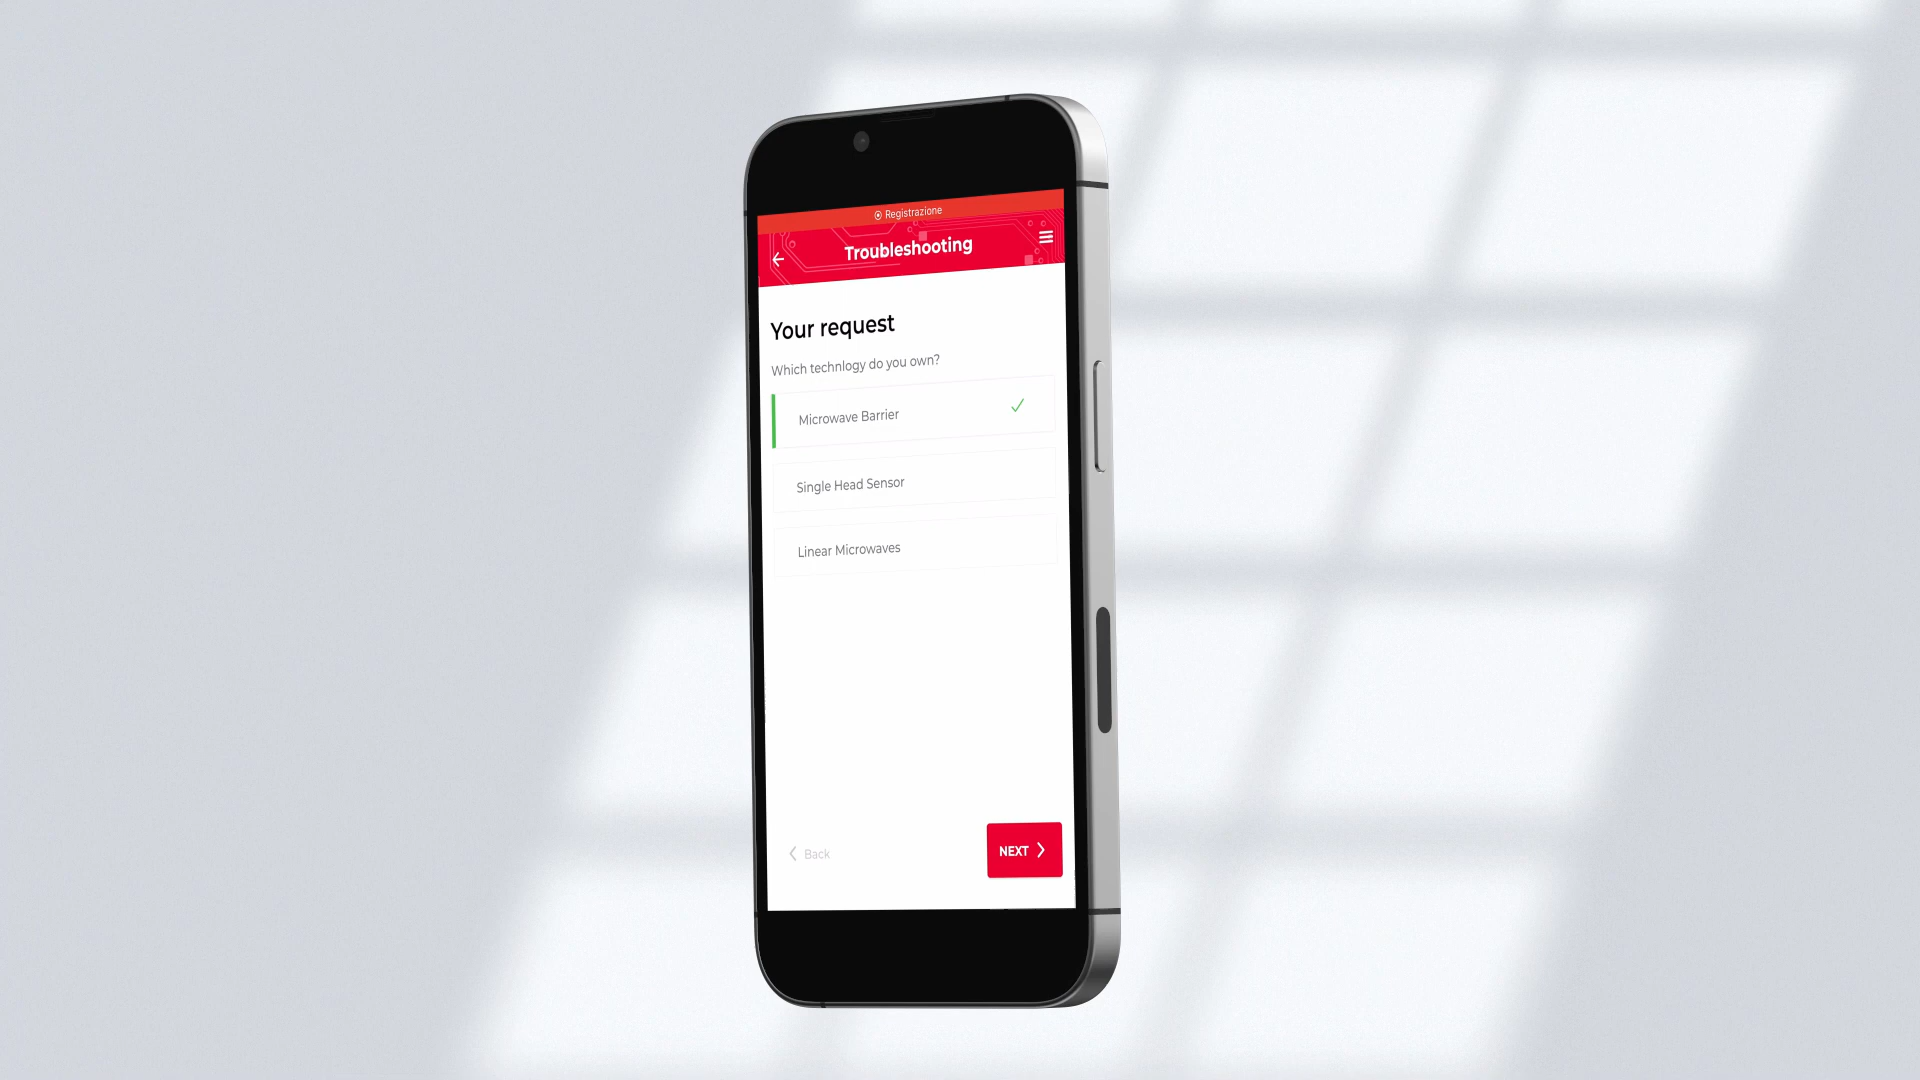 Registrazione
Troubleshooting
Your request
Which technlogy do you own?
Microwave Barrier
Single Head Sensor
Linear Microwaves
Back
NEXT